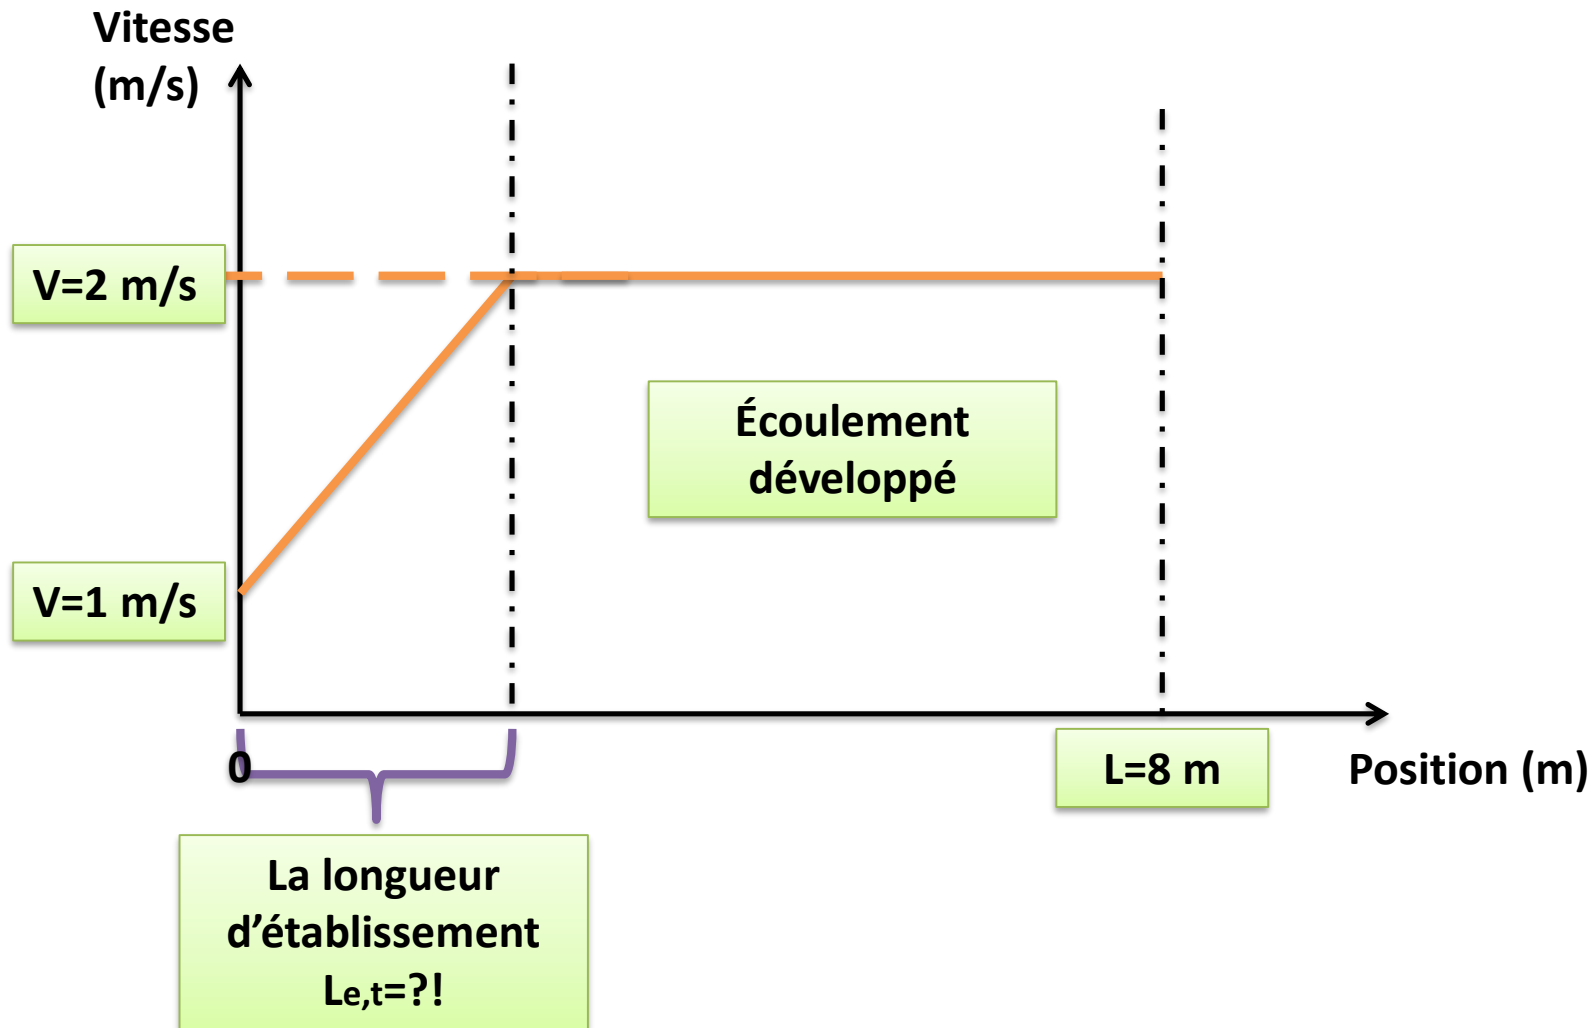 Vitesse
(m/s)
V=2 m/s
Écoulement
développé
V=1 m/s
0
L=8 m
Position (m)
La longueur
d’établissement
Le,t=?!